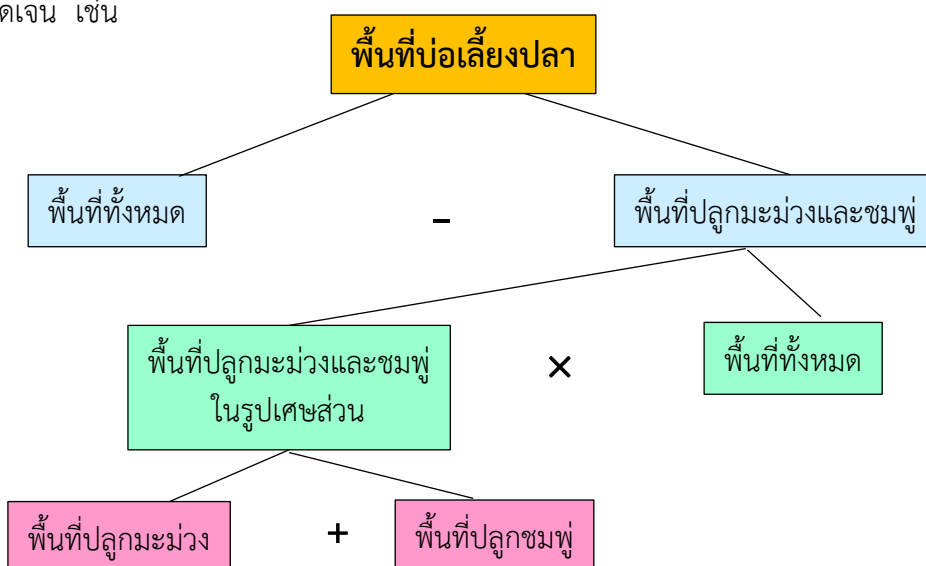 ดเจน เช่น
พื้นที่บ่อเลี้ยงปลา
พื้นที่ทั้งหมด
–
พื้นที่ปลูกมะม่วงและชมพู่
พื้นที่ปลูกมะม่วงและชมพู่
ในรูปเศษส่วน
×
พื้นที่ทั้งหมด
พื้นที่ปลูกมะม่วง
+
พื้นที่ปลูกชมพู่